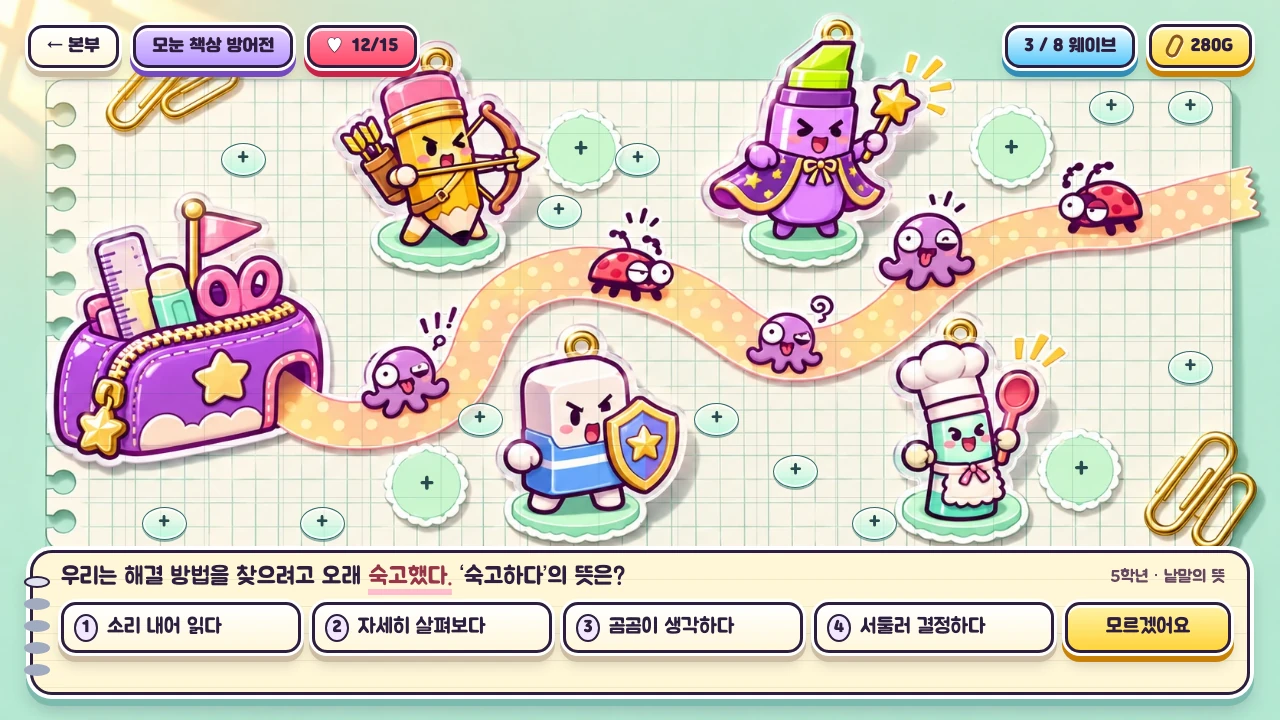 ← 본부
모눈 책상 방어전
♥ 12/15
3 / 8 웨이브
280G
우리는 해결 방법을 찾으려고 오래 숙고했다. ‘숙고하다’의 뜻은?
5학년 · 낱말의 뜻
1 소리 내어 읽다
2 자세히 살펴보다
3 곰곰이 생각하다
4 서둘러 결정하다
모르겠어요